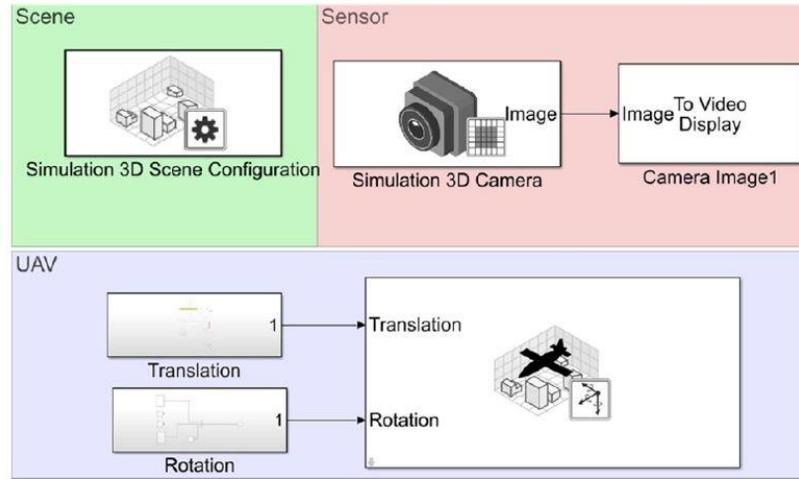 Scene
Sensor
Image
Image
To Video
Display
Simulation 3D Scene Configuration
Simulation 3D Camera
Camera Image1
UAV
1
Translation
Translation
1
Rotation
Rotation